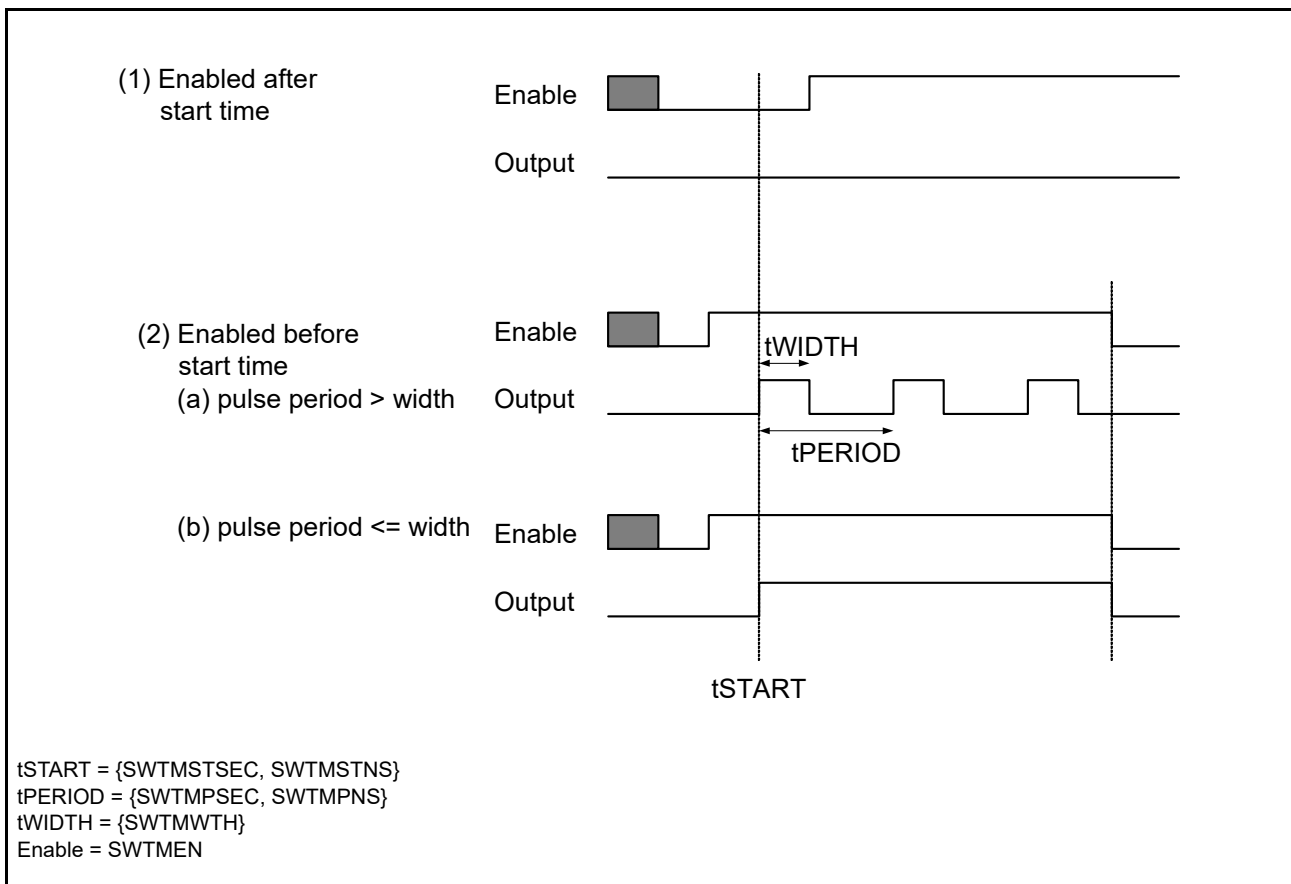 (1) Enabled after
start time
Enable
Output
(2) Enabled before
start time
Enable
tWIDTH
(a) pulse period > width
Output
tPERIOD
(b) pulse period <= width
Enable
Output
tSTART
tSTART = {SWTMSTSEC, SWTMSTNS}
tPERIOD = {SWTMPSEC, SWTMPNS}
tWIDTH = {SWTMWTH}
Enable = SWTMEN